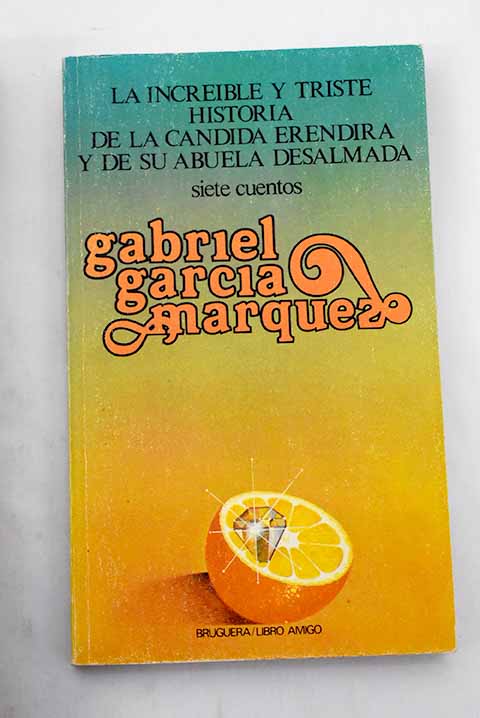 LA INCREIBLE Y TRISTE
HISTORIA
DE LA CANDIDA ERENDIRA
Y DE SU ABUELA DESALMADA
siete cuentos
gabriel
garcia
marquez
BRUGUERA/LIBRO AMIGO